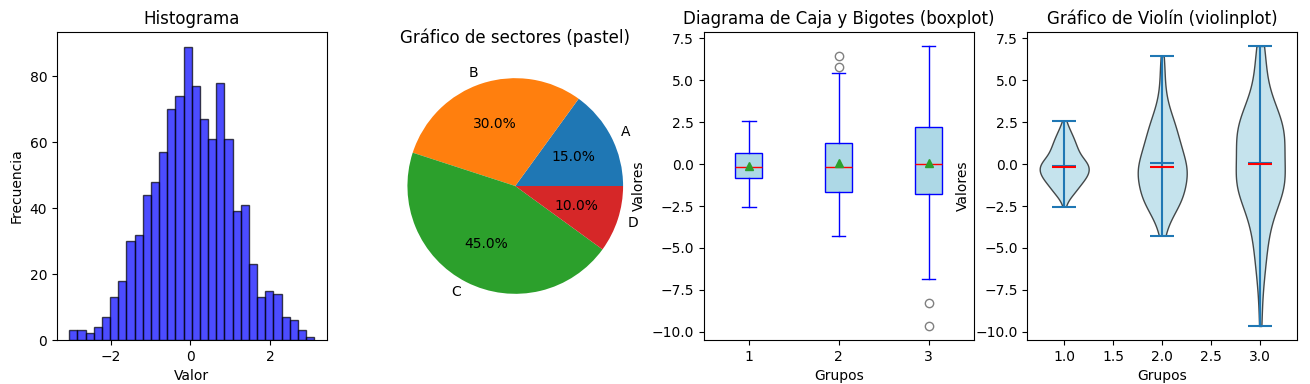 Histograma
Frecuencia
80
60
40
20
0
−2
0
2
Valor
Gráfico de sectores (pastel)
B
A
30.0%
15.0%
10.0%
D
45.0%
C
Diagrama de Caja y Bigotes (boxplot)
Valores
7.5
5.0
2.5
0.0
−2.5
−5.0
−7.5
−10.0
1
2
3
Grupos
Gráfico de Violín (violinplot)
Valores
7.5
5.0
2.5
0.0
−2.5
−5.0
−7.5
−10.0
1.0
1.5
2.0
2.5
3.0
Grupos